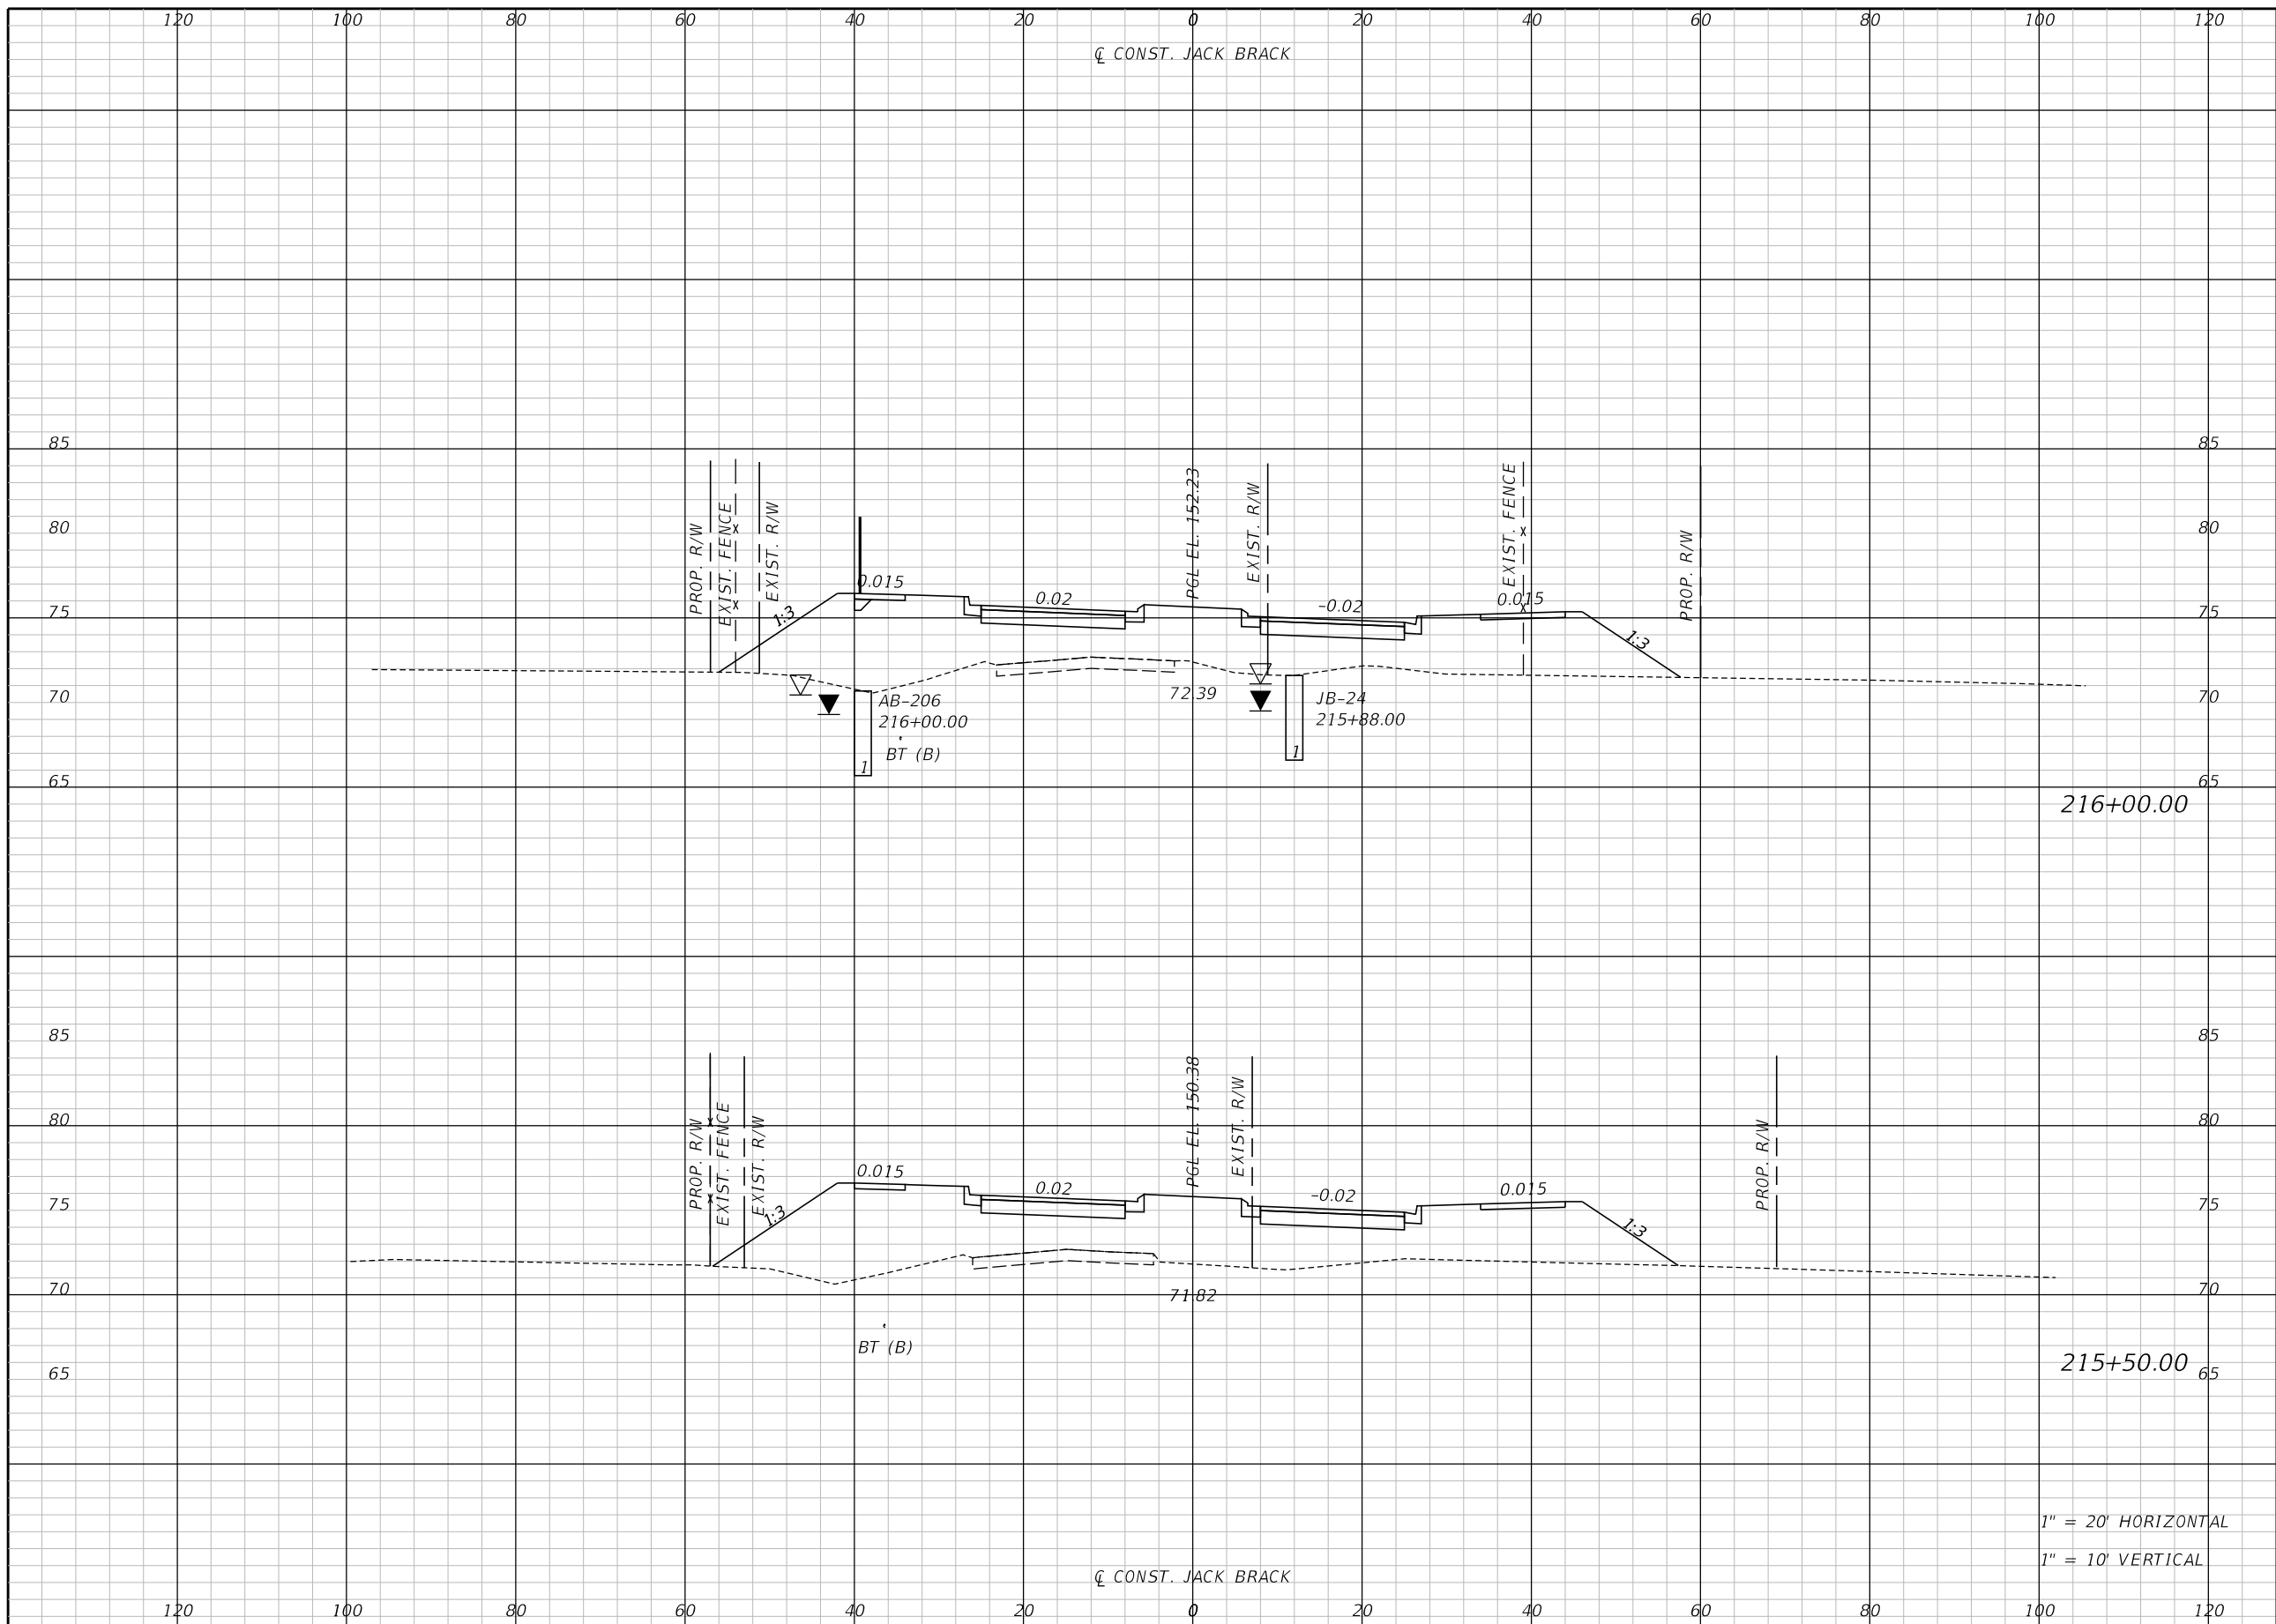 120 100 80 60 40 20 0 20 40 60 80 100 120
℄ CONST. JACK BRACK
85 85
80 80
75 75
70 70
65 65
PROP. R/W
EXIST. FENCE
x
x
EXIST. R/W
PGL EL. 152.23
EXIST. R/W
EXIST. FENCE
x
x
PROP. R/W
1:3
0.015
0.02
-0.02
0.015
1:3
72.39
AB-206
216+00.00
BT (B)
1
JB-24
215+88.00
1
216+00.00
85 85
80 80
75 75
70 70
65 65
PROP. R/W
x
x
EXIST. FENCE
EXIST. R/W
PGL EL. 150.38
EXIST. R/W
PROP. R/W
1:3
0.015
0.02
-0.02
0.015
1:3
71.82
BT (B)
215+50.00
1" = 20' HORIZONTAL
1" = 10' VERTICAL
℄ CONST. JACK BRACK
120 100 80 60 40 20 0 20 40 60 80 100 120